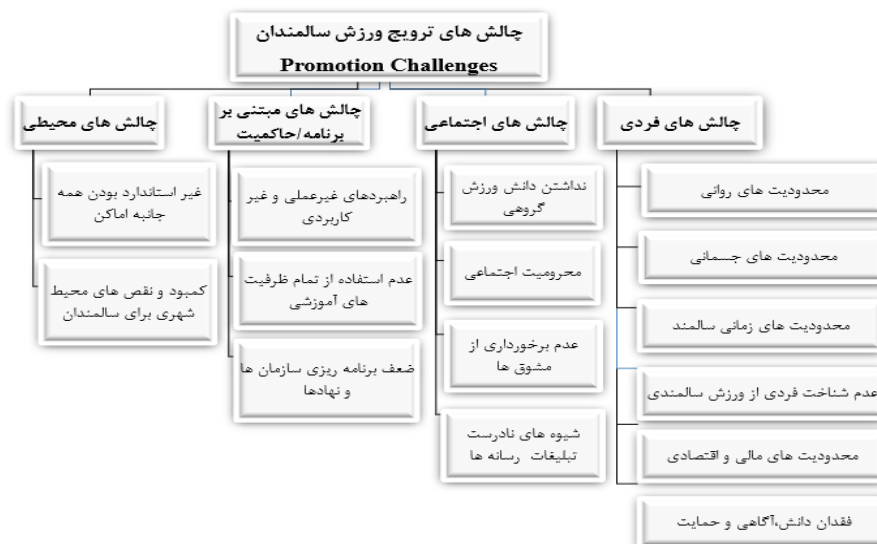 چالش های ترویج ورزش سالمندان
Promotion Challenges
چالش های فردی
محدودیت های روانی
محدودیت های جسمانی
محدودیت های زمانی سالمند
عدم شناخت فردی از ورزش سالمندی
محدودیت های مالی و اقتصادی
فقدان دانش،آگاهی و حمایت
چالش های اجتماعی
نداشتن دانش ورزش
گروهی
محرومیت اجتماعی
عدم برخورداری از
مشوق ها
شیوه های نادرست
تبلیغات رسانه ها
چالش های مبتنی بر
برنامه/حاکمیت
راهبردهای غیرعملی و غیر
کاربردی
عدم استفاده از تمام ظرفیت
های آموزشی
ضعف برنامه ریزی سازمان ها
و نهادها
چالش های محیطی
غیر استاندارد بودن همه
جانبه اماکن
کمبود و نقص های محیط
شهری برای سالمندان